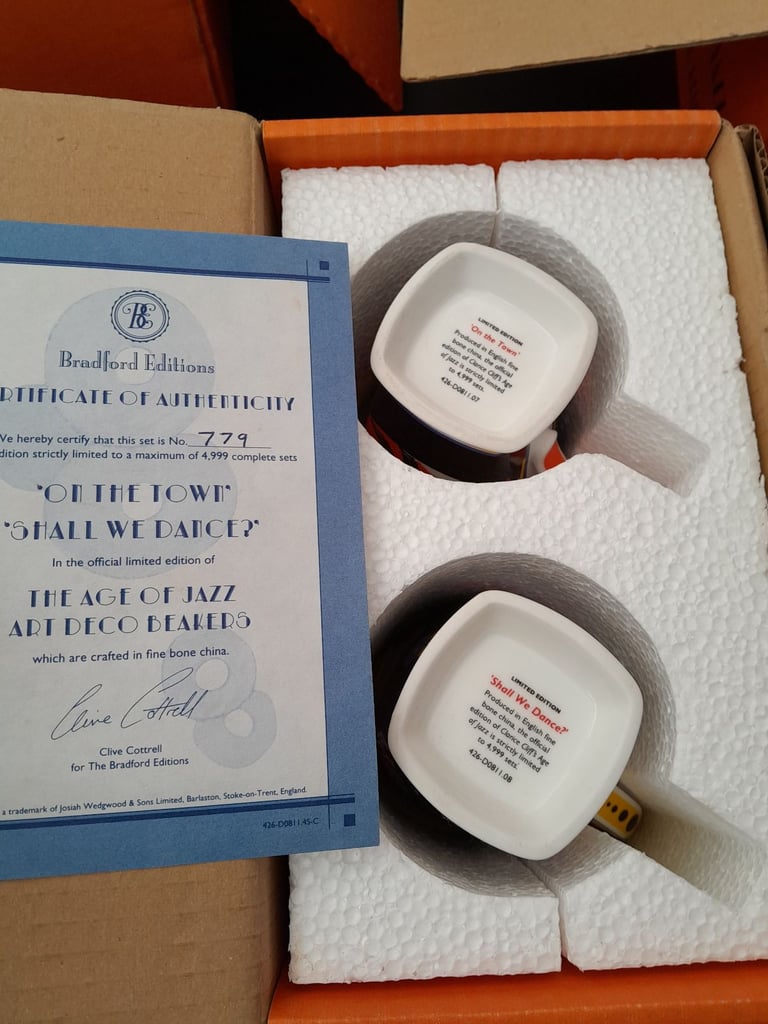 BE
Bradford Editions
RTIFICATE OF AUTHENTICITY
We hereby certify that this set is No. 779
dition strictly limited to a maximum of 4,999 complete sets
'ON THE TOWN'
'SHALL WE DANCE?'
In the official limited edition of
THE AGE OF JAZZ
ART DECO BEAKERS
which are crafted in fine bone china.
Clive Cottrell
Clive Cottrell
for The Bradford Editions
a trademark of Josiah Wedgwood & Sons Limited, Barlaston, Stoke-on-Trent, England.
426-D0811.45-C
LIMITED EDITION
'On the Town'
Produced in English fine
bone china, the official
edition of Clarice Cliff's Age
of Jazz is strictly limited
to 4,999 sets.
426-D0811.07
LIMITED EDITION
'Shall We Dance?'
Produced in English fine
bone china, the official
edition of Clarice Cliff's Age
of Jazz is strictly limited
to 4,999 sets.
426-D0811.08